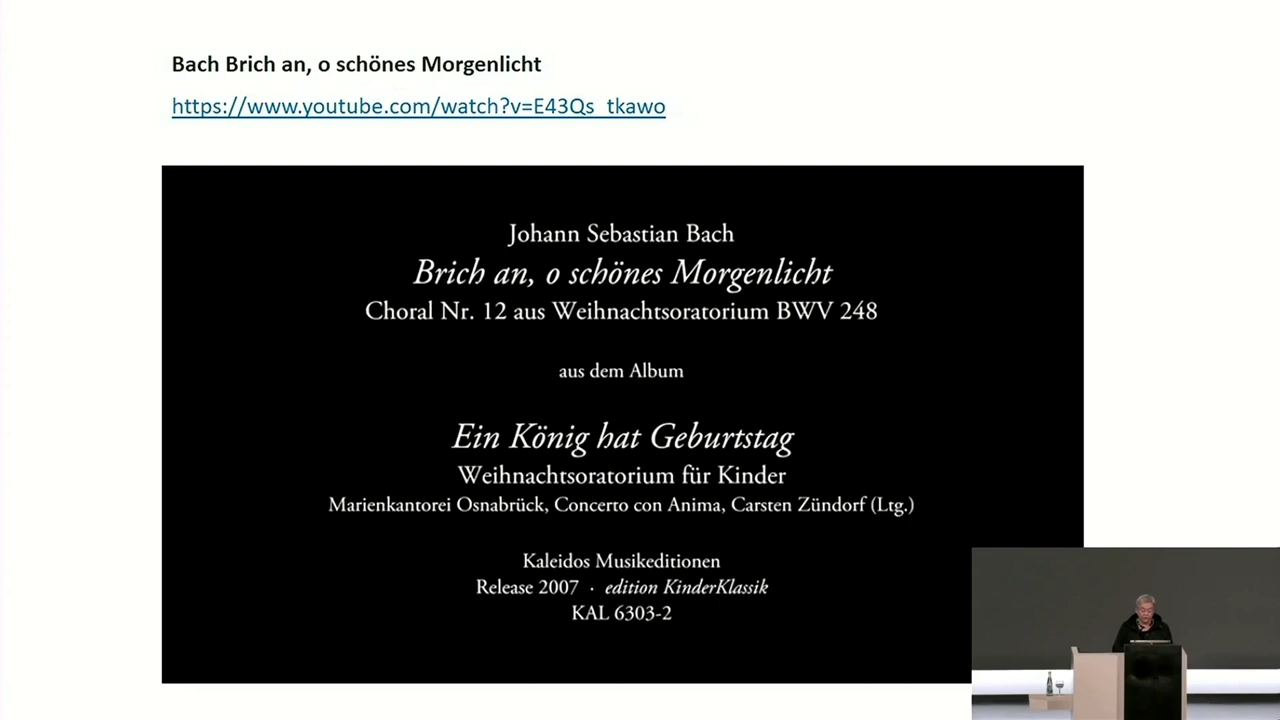 Bach Brich an, o schönes Morgenlicht
https://www.youtube.com/watch?v=E43Qs_tkawo
Johann Sebastian Bach
Brich an, o schönes Morgenlicht
Choral Nr. 12 aus Weihnachtsoratorium BWV 248
aus dem Album
Ein König hat Geburtstag
Weihnachtsoratorium für Kinder
Marienkantorei Osnabrück, Concerto con Anima, Carsten Zündorf (Ltg.)
Kaleidos Musikeditionen
Release 2007 · edition KinderKlassik
KAL 6303-2